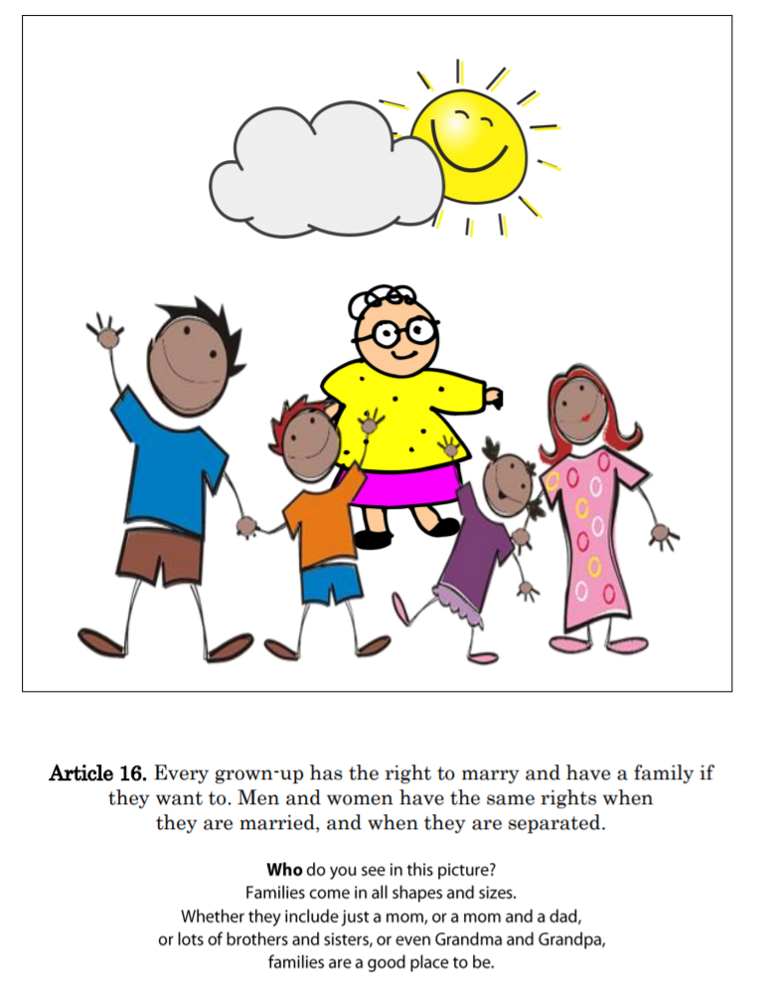 Article 16. Every grown-up has the right to marry and have a family if
they want to. Men and women have the same rights when
they are married, and when they are separated.
Who do you see in this picture?
Families come in all shapes and sizes.
Whether they include just a mom, or a mom and a dad,
or lots of brothers and sisters, or even Grandma and Grandpa,
families are a good place to be.